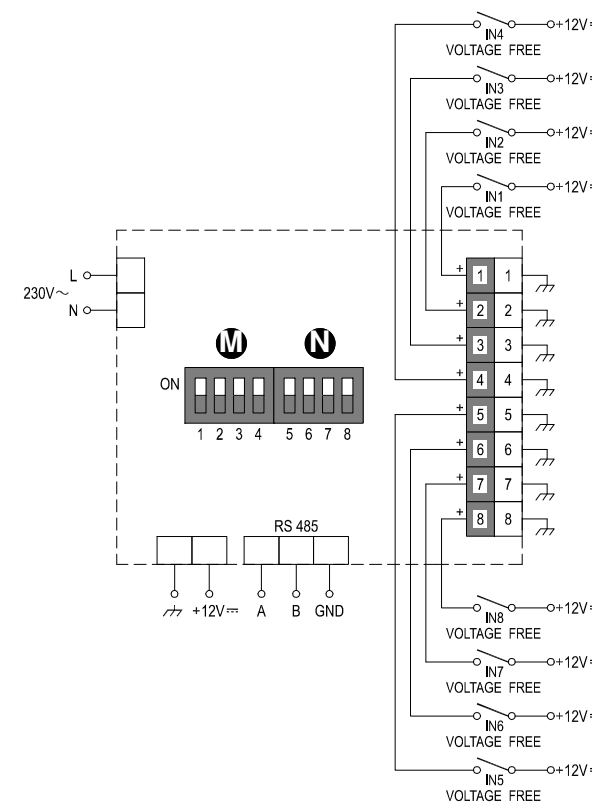 IN4
+12V
VOLTAGE FREE
IN3
+12V
VOLTAGE FREE
IN2
+12V
VOLTAGE FREE
IN1
+12V
VOLTAGE FREE
L
230V~
N
M N
ON
1 2 3 4 5 6 7 8
+ 1 1
+ 2 2
+ 3 3
+ 4 4
+ 5 5
+ 6 6
+ 7 7
+ 8 8
RS 485
+12V⎓ A B GND
IN8
+12V
VOLTAGE FREE
IN7
+12V
VOLTAGE FREE
IN6
+12V
VOLTAGE FREE
IN5
+12V
VOLTAGE FREE